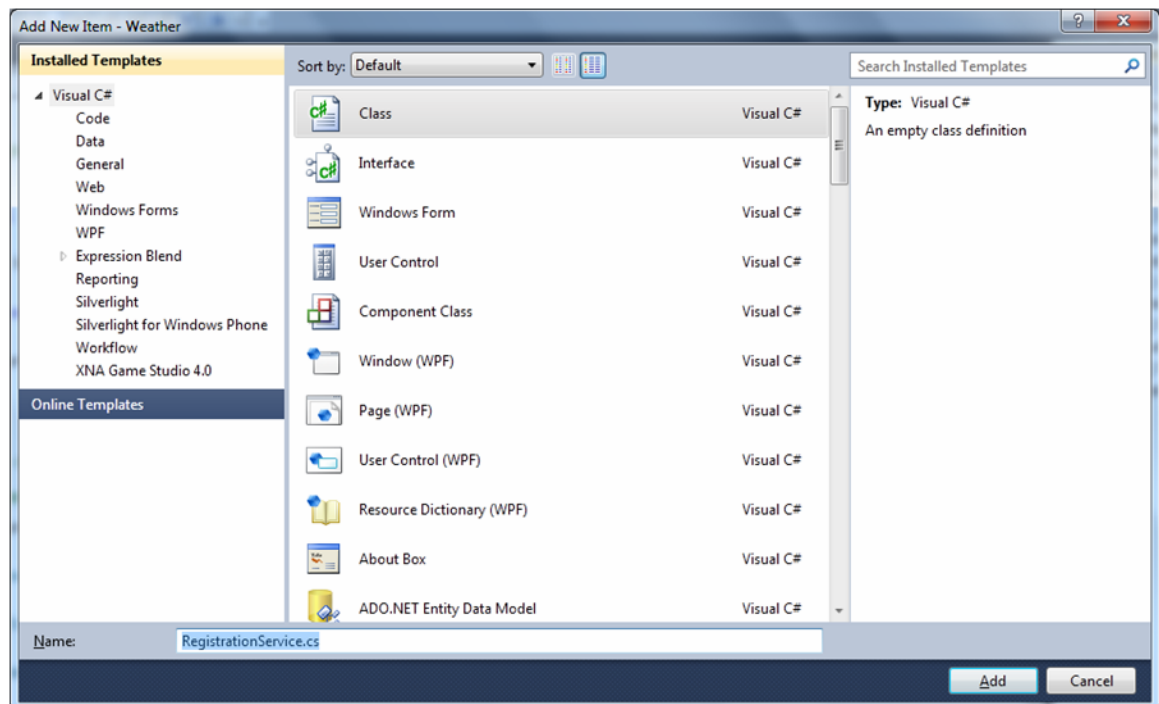 Add New Item - Weather
Installed Templates
Visual C#
Code
Data
General
Web
Windows Forms
WPF
Expression Blend
Reporting
Silverlight
Silverlight for Windows Phone
Workflow
XNA Game Studio 4.0
Online Templates
Sort by: Default
Class Visual C#
Interface Visual C#
Windows Form Visual C#
User Control Visual C#
Component Class Visual C#
Window (WPF) Visual C#
Page (WPF) Visual C#
User Control (WPF) Visual C#
Resource Dictionary (WPF) Visual C#
About Box Visual C#
ADO.NET Entity Data Model Visual C#
Search Installed Templates
Type: Visual C#
An empty class definition
Name: RegistrationService.cs
Add Cancel